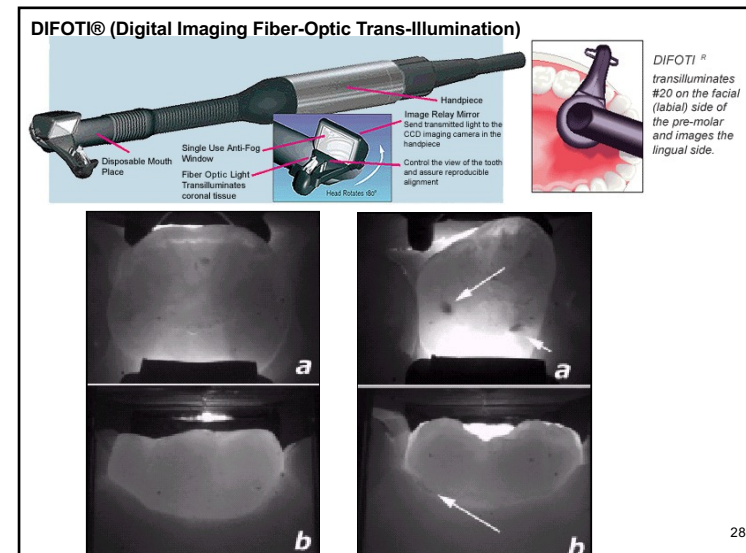 DIFOTI® (Digital Imaging Fiber-Optic Trans-Illumination)
Handpiece
Image Relay Mirror
Send transmitted light to the
CCD imaging camera in the
handpiece
Control the view of the tooth
and assure reproducible
alignment
Single Use Anti-Fog
Window
Fiber Optic Light
Transilluminates
coronal tissue
Disposable Mouth
Place
Head Rotates 180°
DIFOTI R
transilluminates
#20 on the facial
(labial) side of
the pre-molar
and images the
lingual side.
a
a
b
b
28